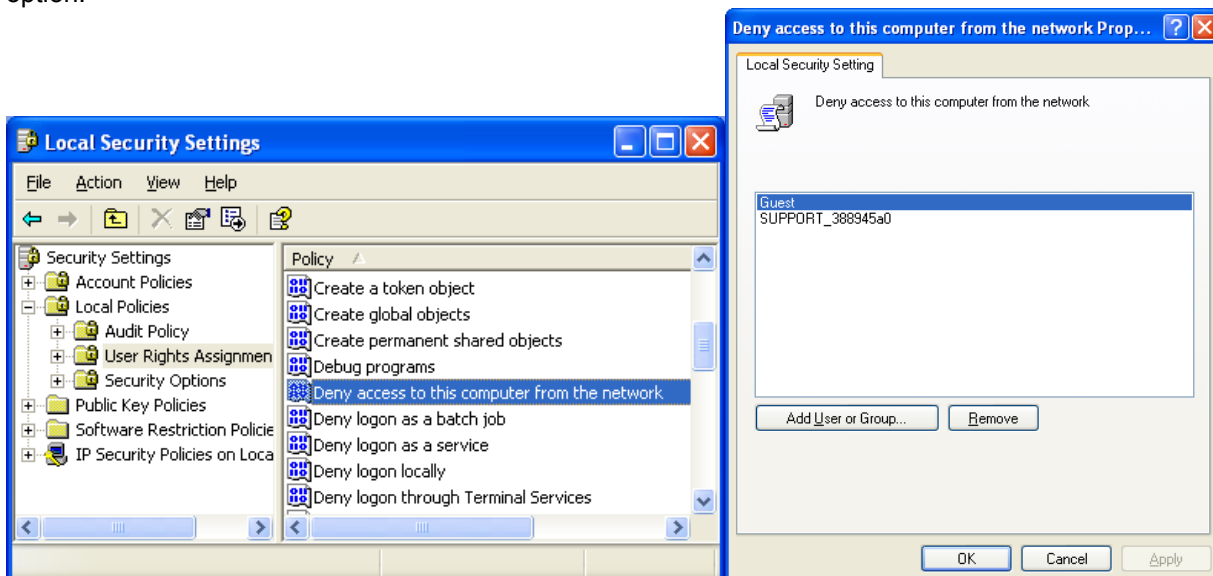 option.
Local Security Settings
File Action View Help
Security Settings
Account Policies
Local Policies
Audit Policy
User Rights Assignmen
Security Options
Public Key Policies
Software Restriction Policie
IP Security Policies on Loca
Policy
Create a token object
Create global objects
Create permanent shared objects
Debug programs
Deny access to this computer from the network
Deny logon as a batch job
Deny logon as a service
Deny logon locally
Deny logon through Terminal Services
Deny access to this computer from the network Prop...
Local Security Setting
Deny access to this computer from the network
Guest
SUPPORT_388945a0
Add User or Group... Remove
OK Cancel Apply